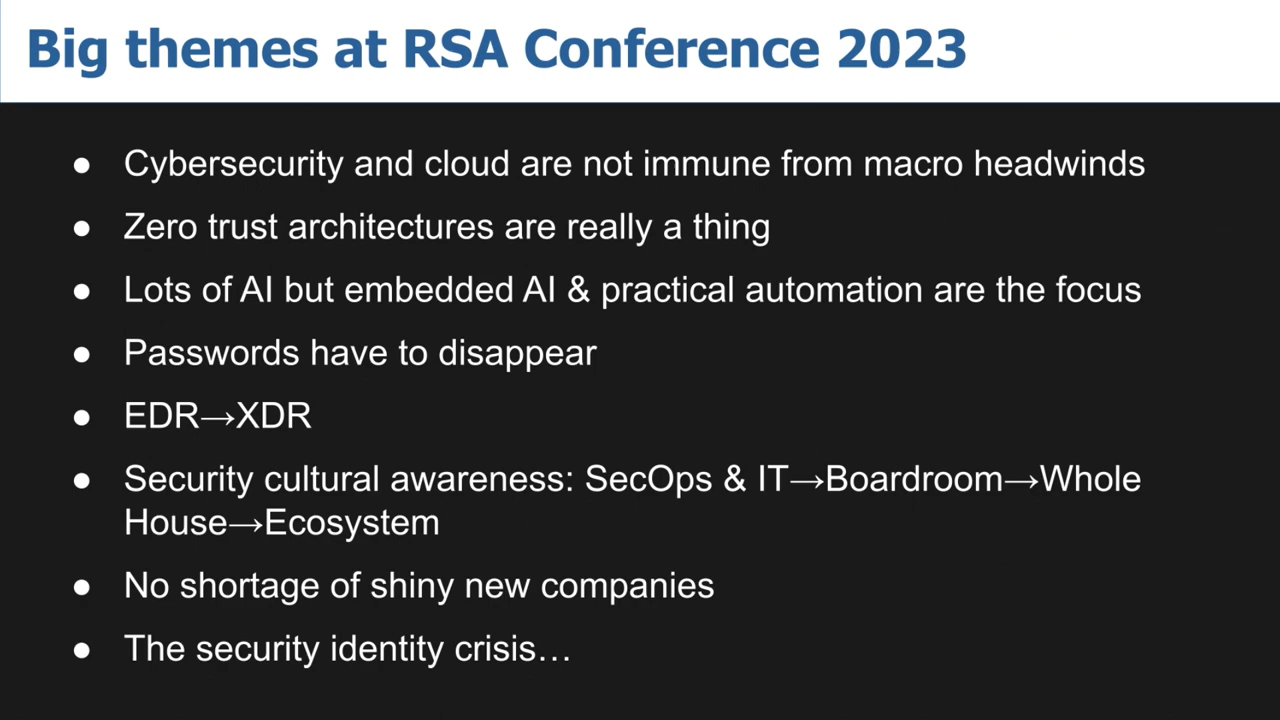 Big themes at RSA Conference 2023
● Cybersecurity and cloud are not immune from macro headwinds
● Zero trust architectures are really a thing
● Lots of AI but embedded AI & practical automation are the focus
● Passwords have to disappear
● EDR→XDR
● Security cultural awareness: SecOps & IT→Boardroom→Whole
House→Ecosystem
● No shortage of shiny new companies
● The security identity crisis…